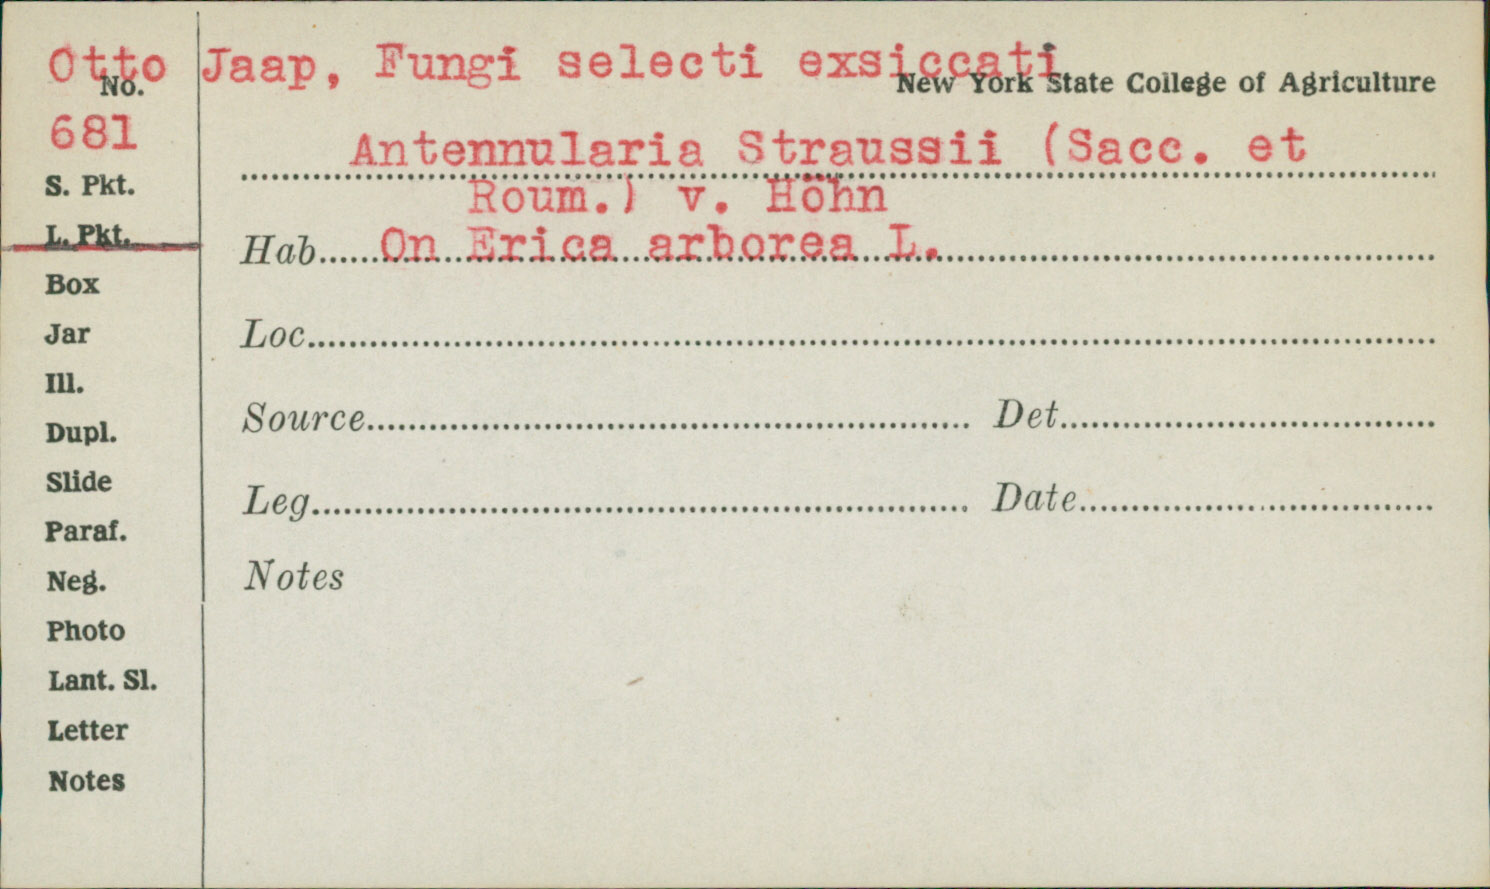 Otto Jaap, Fungi selecti exsiccati
No.
New York State College of Agriculture
681
Antennularia Straussii (Sacc. et
Roum.) v. Höhn
S. Pkt.
L. Pkt.
Hab. On Erica arborea L.
Box
Jar
Loc.
Ill.
Dupl.
Source Det.
Slide
Leg. Date
Paraf.
Neg.
Notes
Photo
Lant. Sl.
Letter
Notes